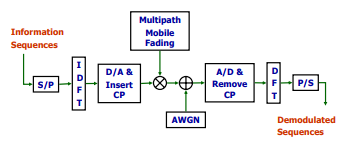 Multipath
Mobile
Fading
Information
Sequences
S/P
I
D
F
T
D/A &
Insert
CP
A/D &
Remove
CP
D
F
T
P/S
AWGN
Demodulated
Sequences